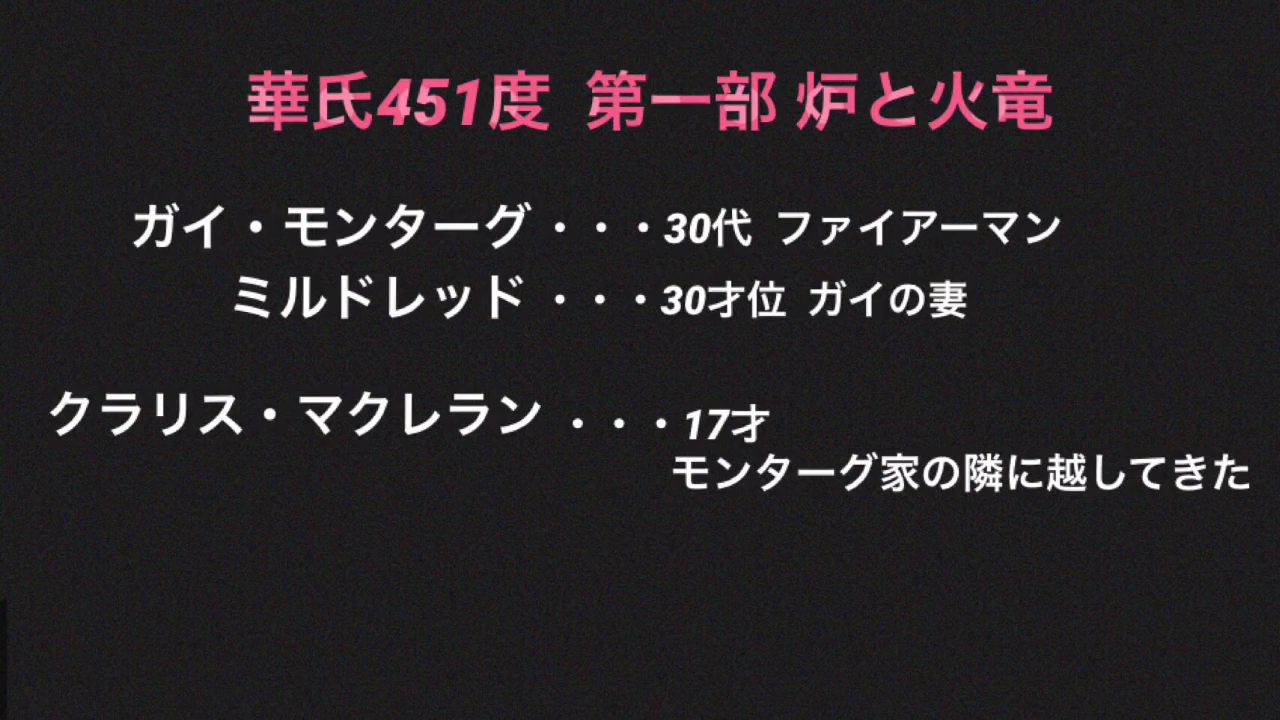 華氏451度 第一部 炉と火竜
ガイ・モンターグ・・・30代 ファイアーマン
ミルドレッド・・・30才位 ガイの妻
クラリス・マクレラン・・・17才
モンターグ家の隣に越してきた